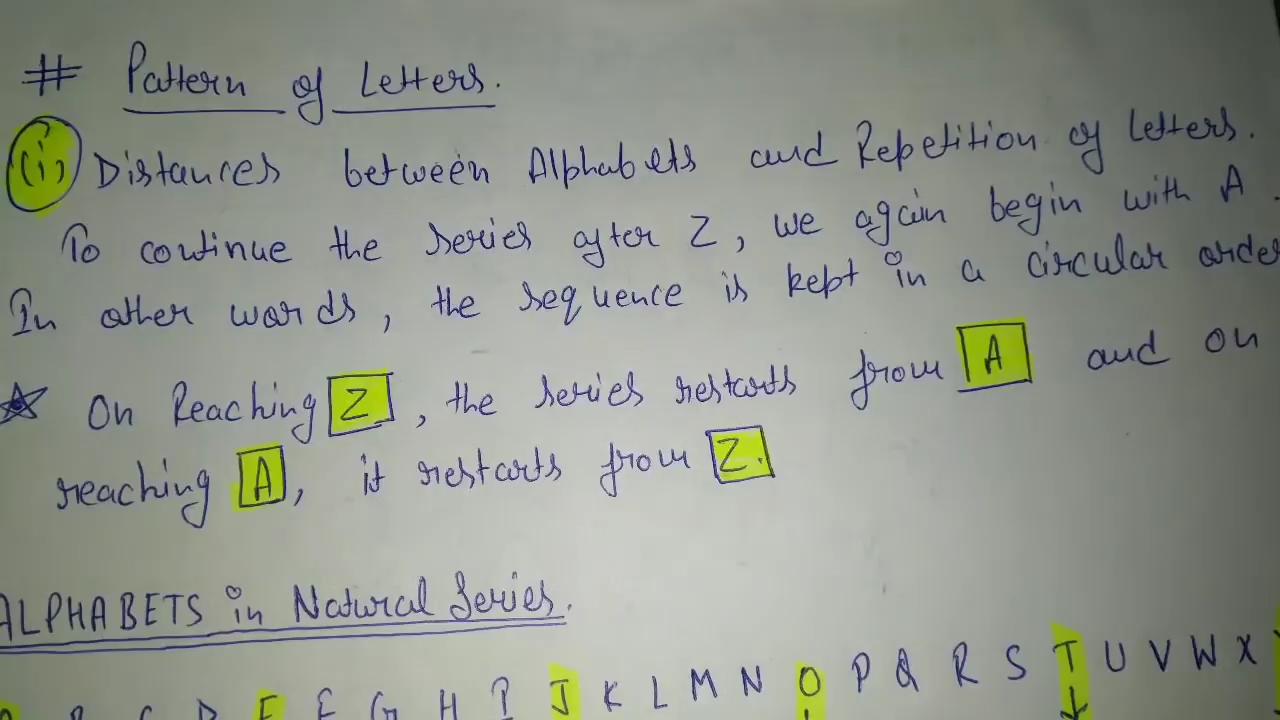 # Pattern of Letters.
(i) Distances between Alphabets and Repetition of Letters.
To continue the series after Z, we again begin with A.
In other words, the sequence is kept in a circular order
☆ On Reaching Z, the series restarts from A and on
reaching A, it restarts from Z.
ALPHABETS in Natural Series.
B C D E F G H I J K L M N O P Q R S T U V W X